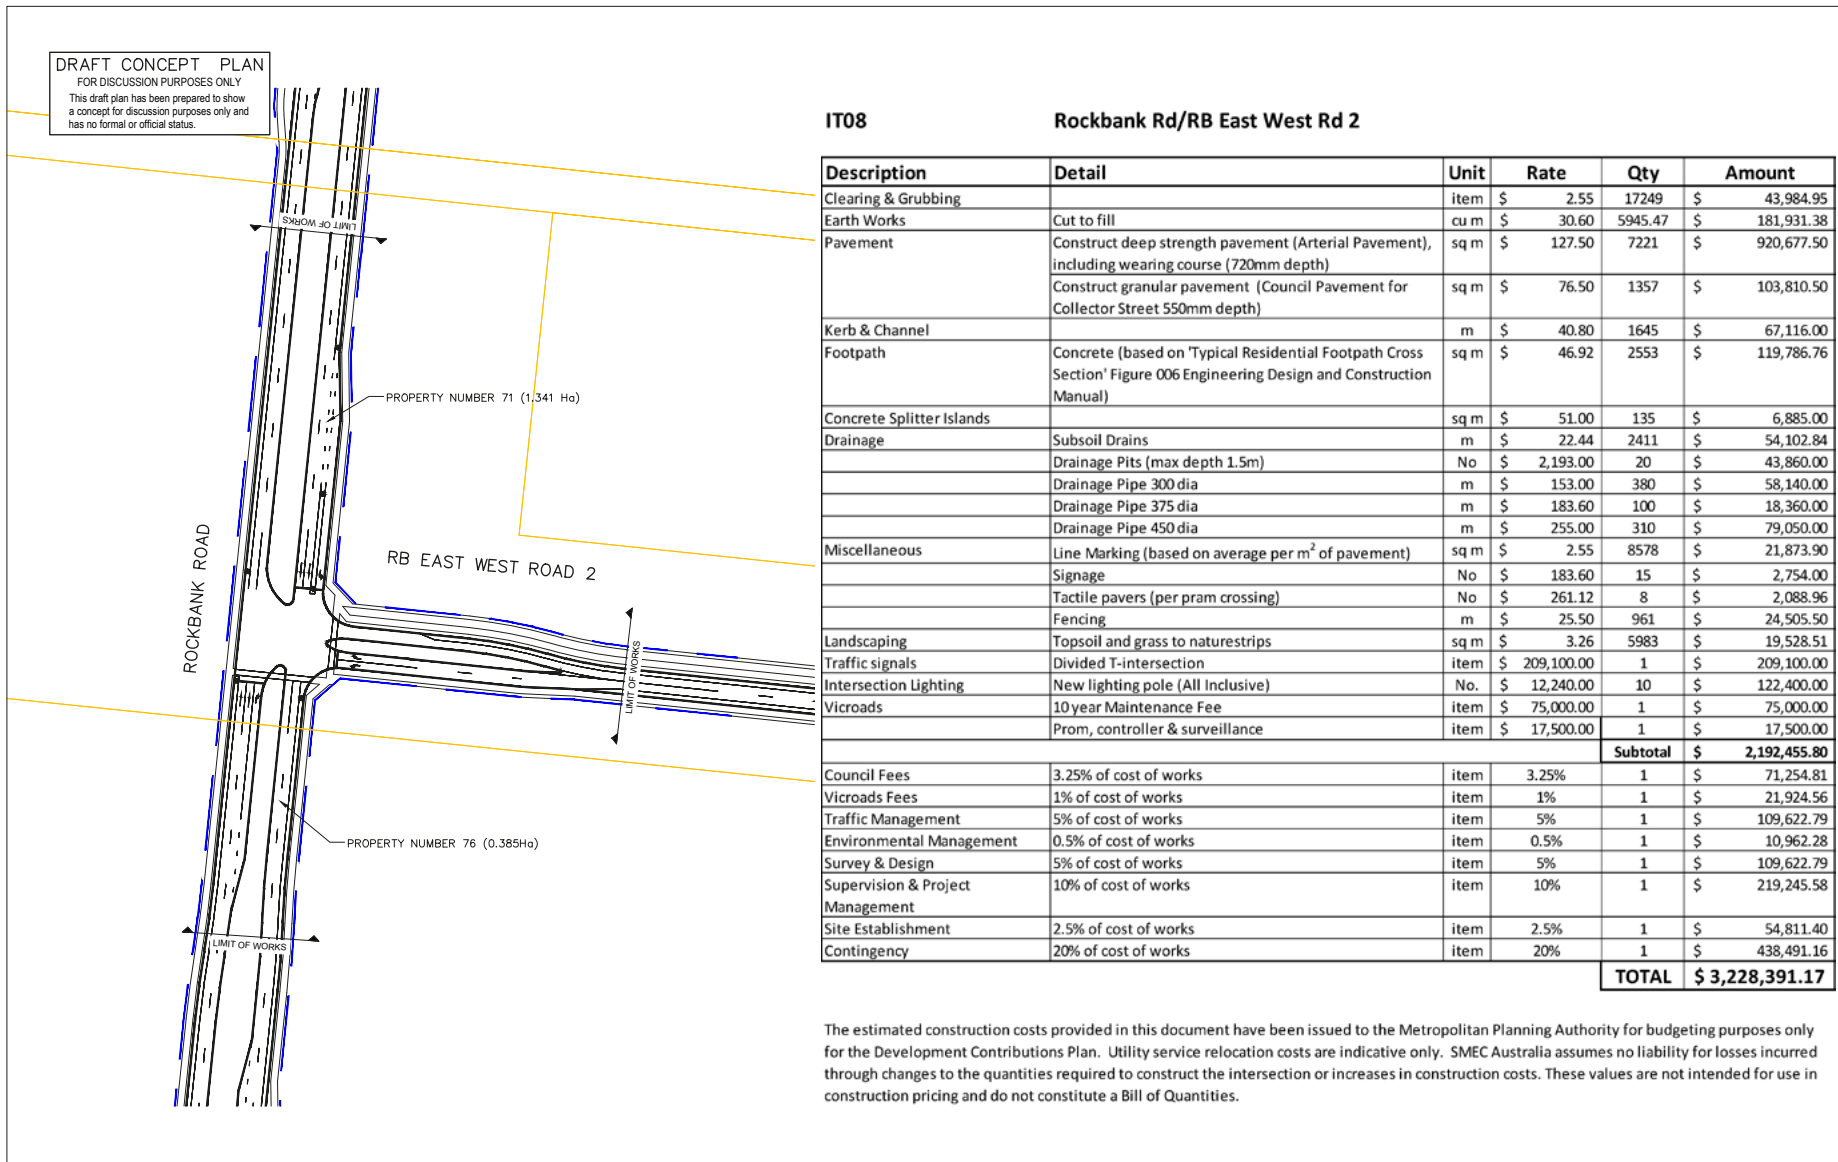 DRAFT CONCEPT PLAN
FOR DISCUSSION PURPOSES ONLY
This draft plan has been prepared to show
a concept for discussion purposes only and
has no formal or official status.
LIMIT OF WORKS
PROPERTY NUMBER 71 (1.341 Ha)
ROCKBANK ROAD
RB EAST WEST ROAD 2
LIMIT OF WORKS
PROPERTY NUMBER 76 (0.385Ha)
LIMIT OF WORKS
IT08 Rockbank Rd/RB East West Rd 2
Description Detail Unit Rate Qty Amount
Clearing & Grubbing item $ 2.55 17249 $ 43,984.95
Earth Works Cut to fill cu m $ 30.60 5945.47 $ 181,931.38
Pavement Construct deep strength pavement (Arterial Pavement), sq m $ 127.50 7221 $ 920,677.50
including wearing course (720mm depth)
Construct granular pavement (Council Pavement for sq m $ 76.50 1357 $ 103,810.50
Collector Street 550mm depth)
Kerb & Channel m $ 40.80 1645 $ 67,116.00
Footpath Concrete (based on 'Typical Residential Footpath Cross sq m $ 46.92 2553 $ 119,786.76
Section' Figure 006 Engineering Design and Construction
Manual)
Concrete Splitter Islands sq m $ 51.00 135 $ 6,885.00
Drainage Subsoil Drains m $ 22.44 2411 $ 54,102.84
Drainage Pits (max depth 1.5m) No $ 2,193.00 20 $ 43,860.00
Drainage Pipe 300 dia m $ 153.00 380 $ 58,140.00
Drainage Pipe 375 dia m $ 183.60 100 $ 18,360.00
Drainage Pipe 450 dia m $ 255.00 310 $ 79,050.00
Miscellaneous Line Marking (based on average per m² of pavement) sq m $ 2.55 8578 $ 21,873.90
Signage No $ 183.60 15 $ 2,754.00
Tactile pavers (per pram crossing) No $ 261.12 8 $ 2,088.96
Fencing m $ 25.50 961 $ 24,505.50
Landscaping Topsoil and grass to naturestrips sq m $ 3.26 5983 $ 19,528.51
Traffic signals Divided T-intersection item $ 209,100.00 1 $ 209,100.00
Intersection Lighting New lighting pole (All Inclusive) No. $ 12,240.00 10 $ 122,400.00
Vicroads 10 year Maintenance Fee item $ 75,000.00 1 $ 75,000.00
Prom, controller & surveillance item $ 17,500.00 1 $ 17,500.00
Subtotal $ 2,192,455.80
Council Fees 3.25% of cost of works item 3.25% 1 $ 71,254.81
Vicroads Fees 1% of cost of works item 1% 1 $ 21,924.56
Traffic Management 5% of cost of works item 5% 1 $ 109,622.79
Environmental Management 0.5% of cost of works item 0.5% 1 $ 10,962.28
Survey & Design 5% of cost of works item 5% 1 $ 109,622.79
Supervision & Project 10% of cost of works item 10% 1 $ 219,245.58
Management
Site Establishment 2.5% of cost of works item 2.5% 1 $ 54,811.40
Contingency 20% of cost of works item 20% 1 $ 438,491.16
TOTAL $ 3,228,391.17
The estimated construction costs provided in this document have been issued to the Metropolitan Planning Authority for budgeting purposes only
for the Development Contributions Plan. Utility service relocation costs are indicative only. SMEC Australia assumes no liability for losses incurred
through changes to the quantities required to construct the intersection or increases in construction costs. These values are not intended for use in
construction pricing and do not constitute a Bill of Quantities.